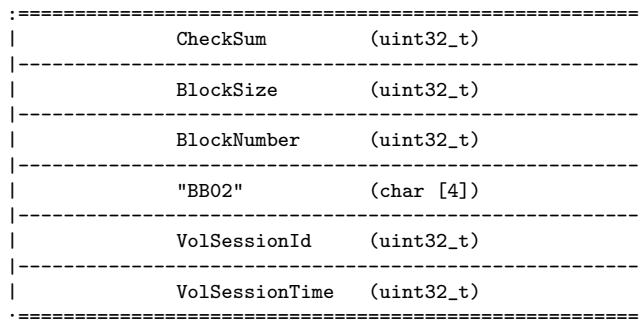 :=======================================================
|             CheckSum         (uint32_t)
|-------------------------------------------------------
|             BlockSize        (uint32_t)
|-------------------------------------------------------
|             BlockNumber      (uint32_t)
|-------------------------------------------------------
|             "BB02"           (char [4])
|-------------------------------------------------------
|             VolSessionId     (uint32_t)
|-------------------------------------------------------
|             VolSessionTime   (uint32_t)
:=======================================================